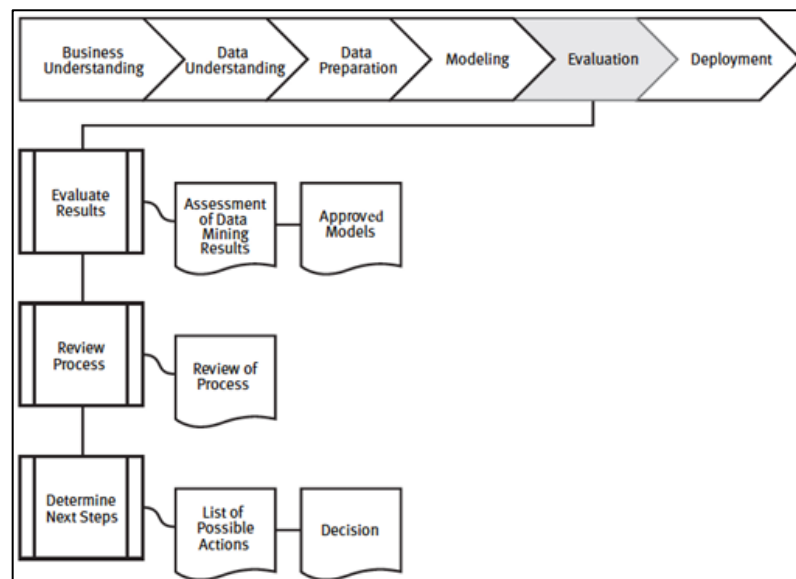 Business
Understanding
Data
Understanding
Data
Preparation
Modeling
Evaluation
Deployment
Evaluate
Results
Assessment
of Data
Mining
Results
Approved
Models
Review
Process
Review of
Process
Determine
Next Steps
List of
Possible
Actions
Decision